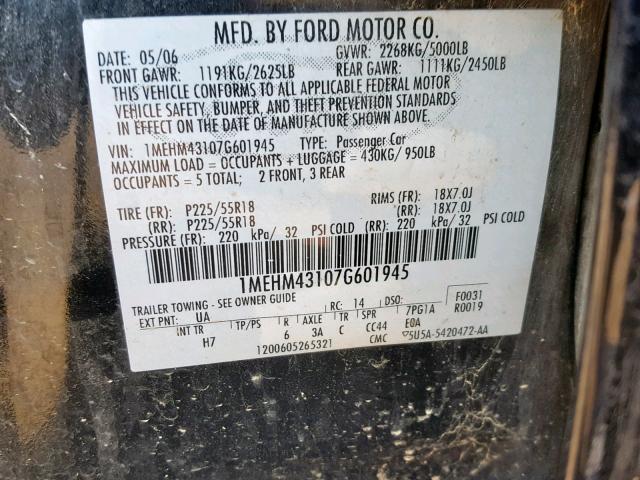 MFD. BY FORD MOTOR CO.
DATE: 05/06 GVWR: 2268KG/5000LB
FRONT GAWR: 1191KG/2625LB REAR GAWR: 1111KG/2450LB
THIS VEHICLE CONFORMS TO ALL APPLICABLE FEDERAL MOTOR
VEHICLE SAFETY, BUMPER, AND THEFT PREVENTION STANDARDS
IN EFFECT ON THE DATE OF MANUFACTURE SHOWN ABOVE.
VIN: 1MEHM43107G601945 TYPE: Passenger Car
MAXIMUM LOAD = OCCUPANTS + LUGGAGE = 430KG/ 950LB
OCCUPANTS = 5 TOTAL; 2 FRONT, 3 REAR
TIRE (FR): P225/55R18 RIMS (FR): 18X7.0J
(RR): P225/55R18 (RR): 18X7.0J
PRESSURE (FR): 220 kPa/ 32 PSI COLD (RR): 220 kPa/ 32 PSI COLD
1MEHM43107G601945
TRAILER TOWING - SEE OWNER GUIDE RC: 14 DSO: F0031
EXT PNT: UA R0019
INT TR TP/PS R AXLE TR SPR 7PG1A
H7 6 3A C CC44 E0A
1200605265321 CMC 5U5A-5420472-AA